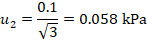 u₂ = 0.1/√3 = 0.058 kPa